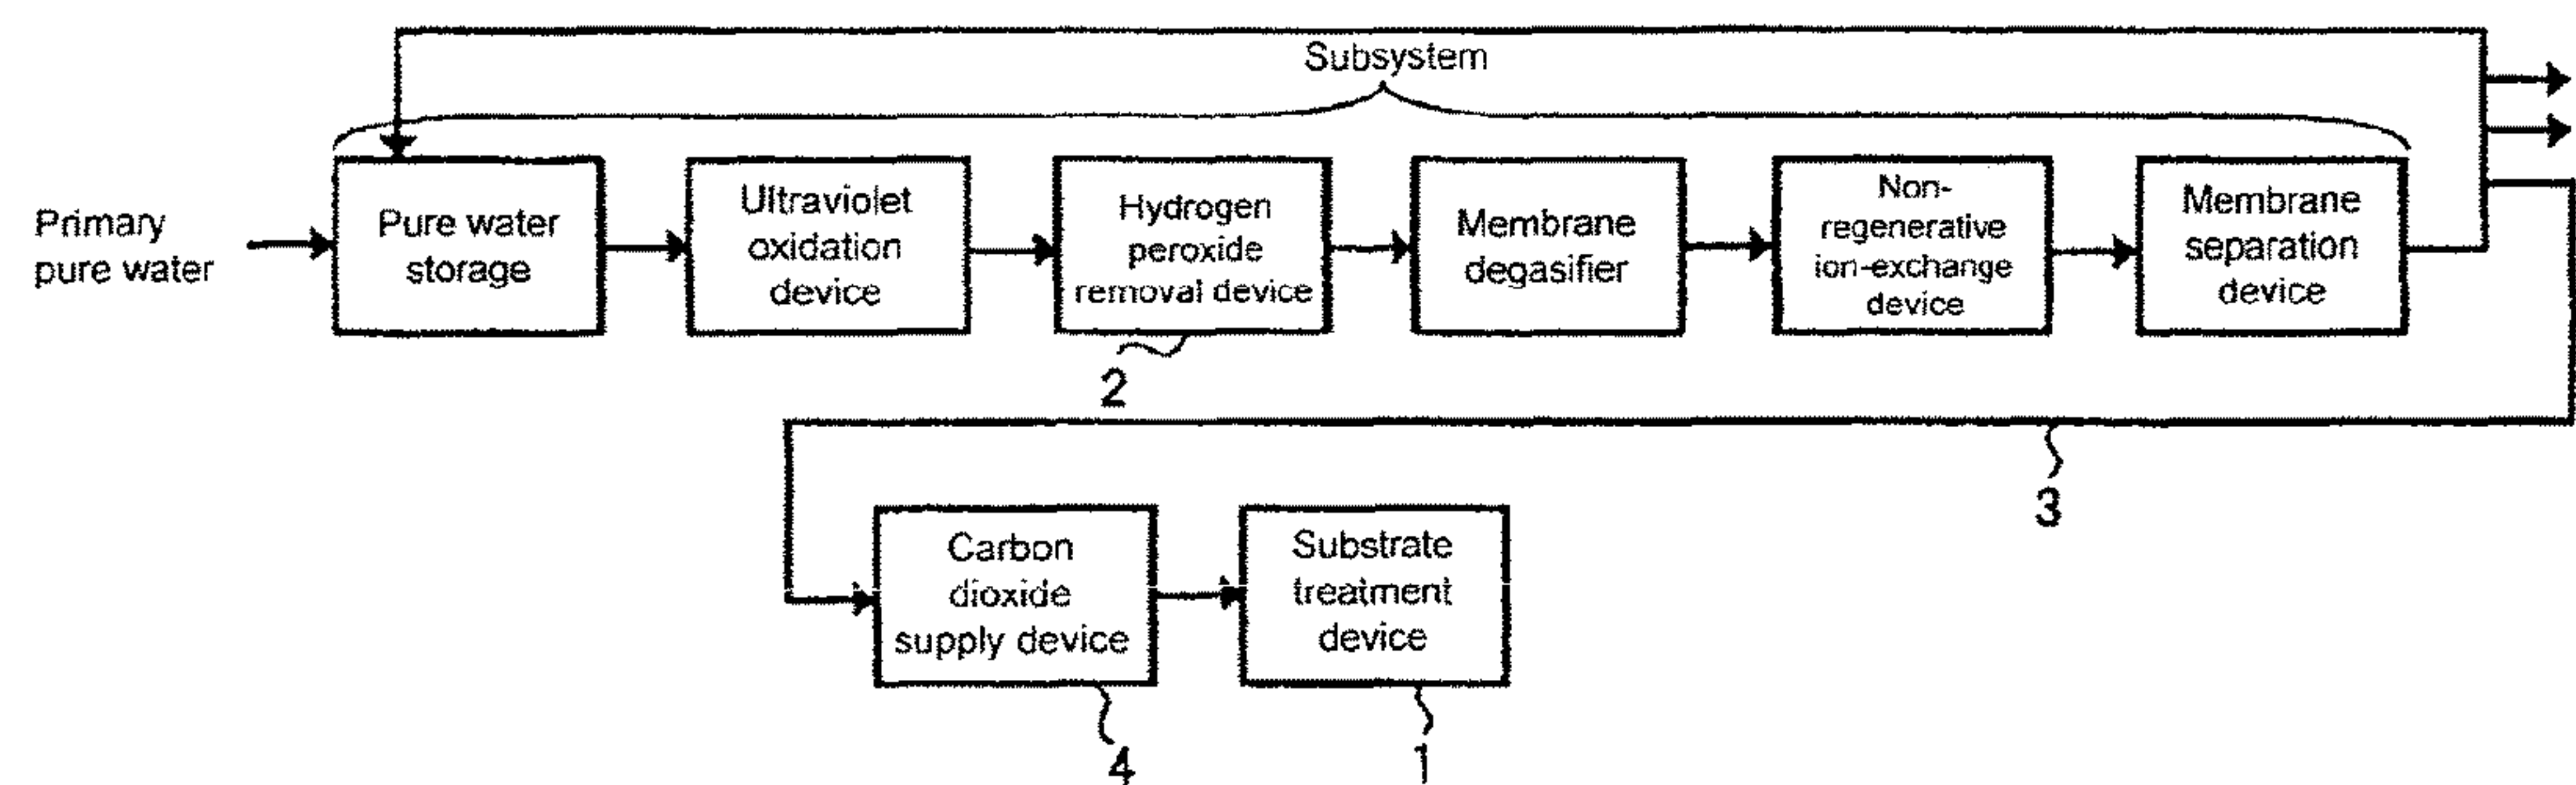 Subsystem
Primary
pure water
Pure water
storage
Ultraviolet
oxidation
device
Hydrogen
peroxide
removal device
Membrane
degasifier
Non-
regenerative
ion-exchange
device
Membrane
separation
device
2
3
Carbon
dioxide
supply device
Substrate
treatment
device
4
1